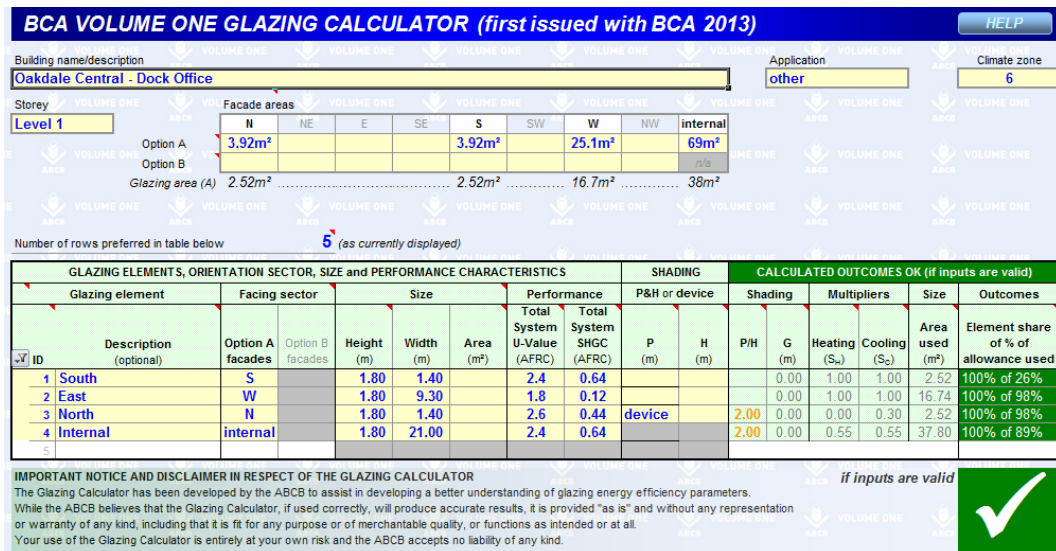 BCA VOLUME ONE GLAZING CALCULATOR (first issued with BCA 2013)
HELP
Building name/description
Application
Climate zone
Oakdale Central - Dock Office
other
6
Storey
Facade areas
Level 1
N NE E SE S SW W NW internal
Option A 3.92m² 3.92m² 25.1m² 69m²
Option B n/a
Glazing area (A) 2.52m² 2.52m² 16.7m² 38m²
Number of rows preferred in table below 5 (as currently displayed)
GLAZING ELEMENTS, ORIENTATION SECTOR, SIZE and PERFORMANCE CHARACTERISTICS SHADING CALCULATED OUTCOMES OK (if inputs are valid)
Glazing element Facing sector Size Performance P&H or device Shading Multipliers Size Outcomes
ID Description (optional) Option A facades Option B facades Height (m) Width (m) Area (m²) Total System U-Value (AFRC) Total System SHGC (AFRC) P (m) H (m) P/H G (m) Heating (SH) Cooling (SC) Area used (m²) Element share of % of allowance used
1 South S 1.80 1.40 2.4 0.64 0.00 1.00 1.00 2.52 100% of 26%
2 East W 1.80 9.30 1.8 0.12 0.00 1.00 1.00 16.74 100% of 98%
3 North N 1.80 1.40 2.6 0.44 device 2.00 0.00 0.00 0.30 2.52 100% of 98%
4 Internal internal 1.80 21.00 2.4 0.64 2.00 0.00 0.55 0.55 37.80 100% of 89%
5
IMPORTANT NOTICE AND DISCLAIMER IN RESPECT OF THE GLAZING CALCULATOR
if inputs are valid
The Glazing Calculator has been developed by the ABCB to assist in developing a better understanding of glazing energy efficiency parameters.
While the ABCB believes that the Glazing Calculator, if used correctly, will produce accurate results, it is provided "as is" and without any representation
or warranty of any kind, including that it is fit for any purpose or of merchantable quality, or functions as intended or at all.
Your use of the Glazing Calculator is entirely at your own risk and the ABCB accepts no liability of any kind.